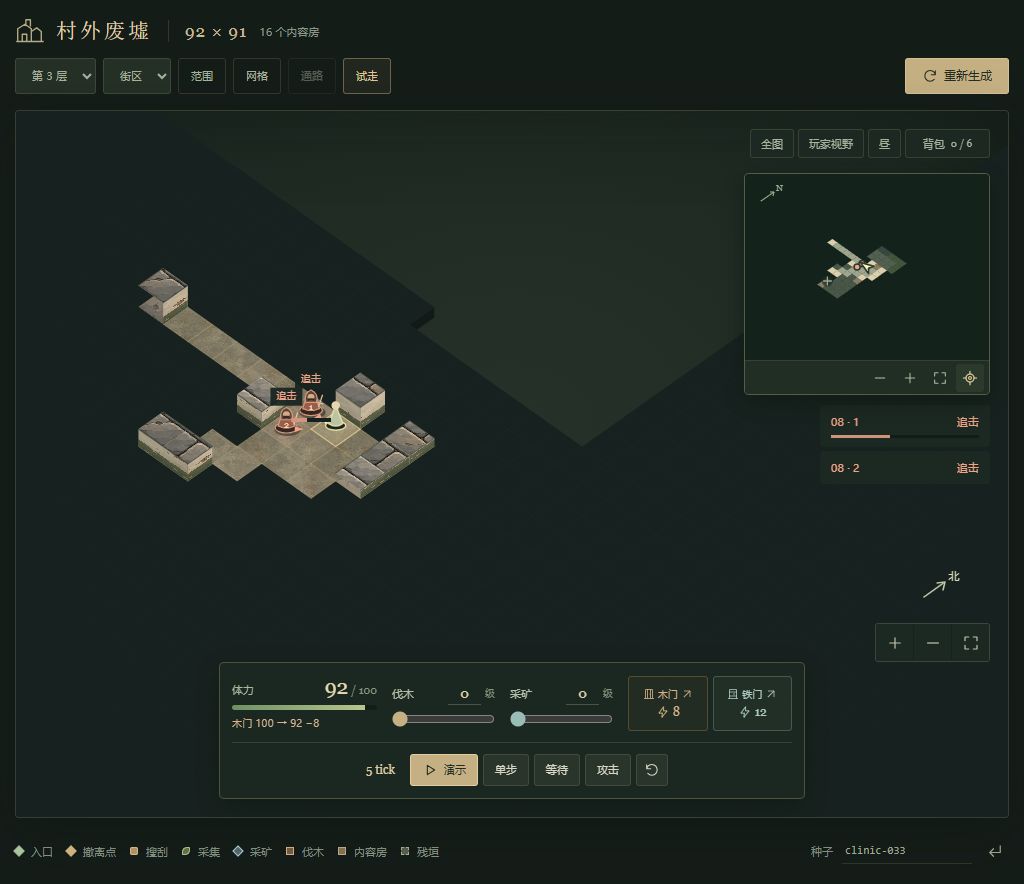 村外废墟 92 × 91 16 个内容房
第 3 层 街区 范围 网格 通路 试走 重新生成
全图 玩家视野 昼 背包 0 / 6
N
追击
追击
1
2
08 · 1 追击
08 · 2 追击
北
体力 92 / 100 伐木 0 级 采矿 0 级 木门 ↗ 铁门 ↗
8 12
木门 100 → 92 −8
5 tick 演示 单步 等待 攻击
入口 撤离点 搜刮 采集 采矿 伐木 内容房 残垣 种子 clinic-033